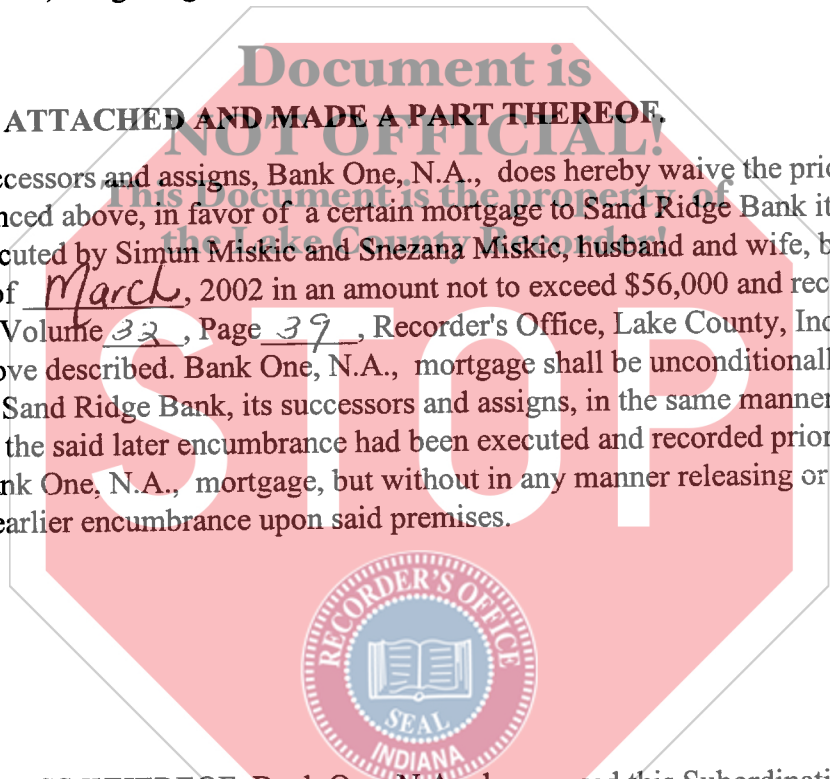 Document is
ATTACHED AND MADE A PART THEREOF.
NOT OFFICIAL!
ccessors and assigns, Bank One, N.A., does hereby waive the pri
This Document is the property of
nced above, in favor of a certain mortgage to Sand Ridge Bank it
cuted by Simun Miskic and Snezana Miskic, husband and wife, b
the Lake County Recorder!
of March, 2002 in an amount not to exceed $56,000 and rec
Volume 32, Page 39, Recorder's Office, Lake County, Ind
ove described. Bank One, N.A., mortgage shall be unconditionall
Sand Ridge Bank, its successors and assigns, in the same manner
the said later encumbrance had been executed and recorded prior
nk One, N.A., mortgage, but without in any manner releasing or
earlier encumbrance upon said premises.
STOP
RECORDER'S OFFICE
SEAL
INDIANA